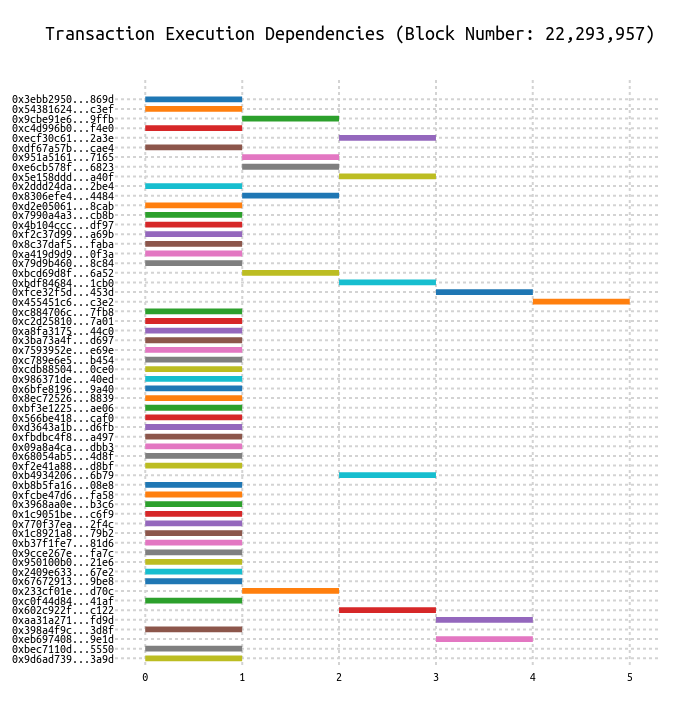 Transaction Execution Dependencies (Block Number: 22,293,957)
0x3ebb2950...869d
0x54381624...c3ef
0x9cbe91e6...9ffb
0xc4d996b0...f4e0
0xecf30c61...2a3e
0xdf67a57b...cae4
0x951a5161...7165
0xe6cb578f...6823
0x5e158ddd...a40f
0x2ddd24da...2be4
0x8306efe4...4484
0xd2e05061...8cab
0x7990a4a3...cb8b
0x4b104ccc...df97
0xf2c37d99...a69b
0x8c37daf5...faba
0xa419d9d9...0f3a
0x79d9b460...8c84
0xbcd69d8f...6a52
0xbdf84684...1cb0
0xfce32f5d...453d
0x455451c6...c3e2
0xc884706c...7fb8
0xc2d25810...7a01
0xa8fa3175...44c0
0x3ba73a4f...d697
0x7593952e...e69e
0xc789e6e5...b454
0xcdb88504...0ce0
0x986371de...40ed
0x6bfe8196...9a40
0x8ec72526...8839
0xbf3e1225...ae06
0x566be418...caf0
0xd3643a1b...d6fb
0xfbdbc4f8...a497
0x09a8a4ca...dbb3
0x68054ab5...4d8f
0xf2e41a88...d8bf
0xb4934206...6b79
0xb8b5fa16...08e8
0xfcbe47d6...fa58
0x3968aa0e...b3c6
0x1c9051be...c6f9
0x770f37ea...2f4c
0x1c8921a8...79b2
0xb37f1fe7...81d6
0x9cce267e...fa7c
0x950100b0...21e6
0x2409e633...67e2
0x67672913...9be8
0x233cf01e...d70c
0xc0f44d84...41af
0x602c922f...c122
0xaa31a271...fd9d
0x398a4f9c...3d8f
0xeb697408...9e1d
0xbec7110d...5550
0x9d6ad739...3a9d
0 1 2 3 4 5